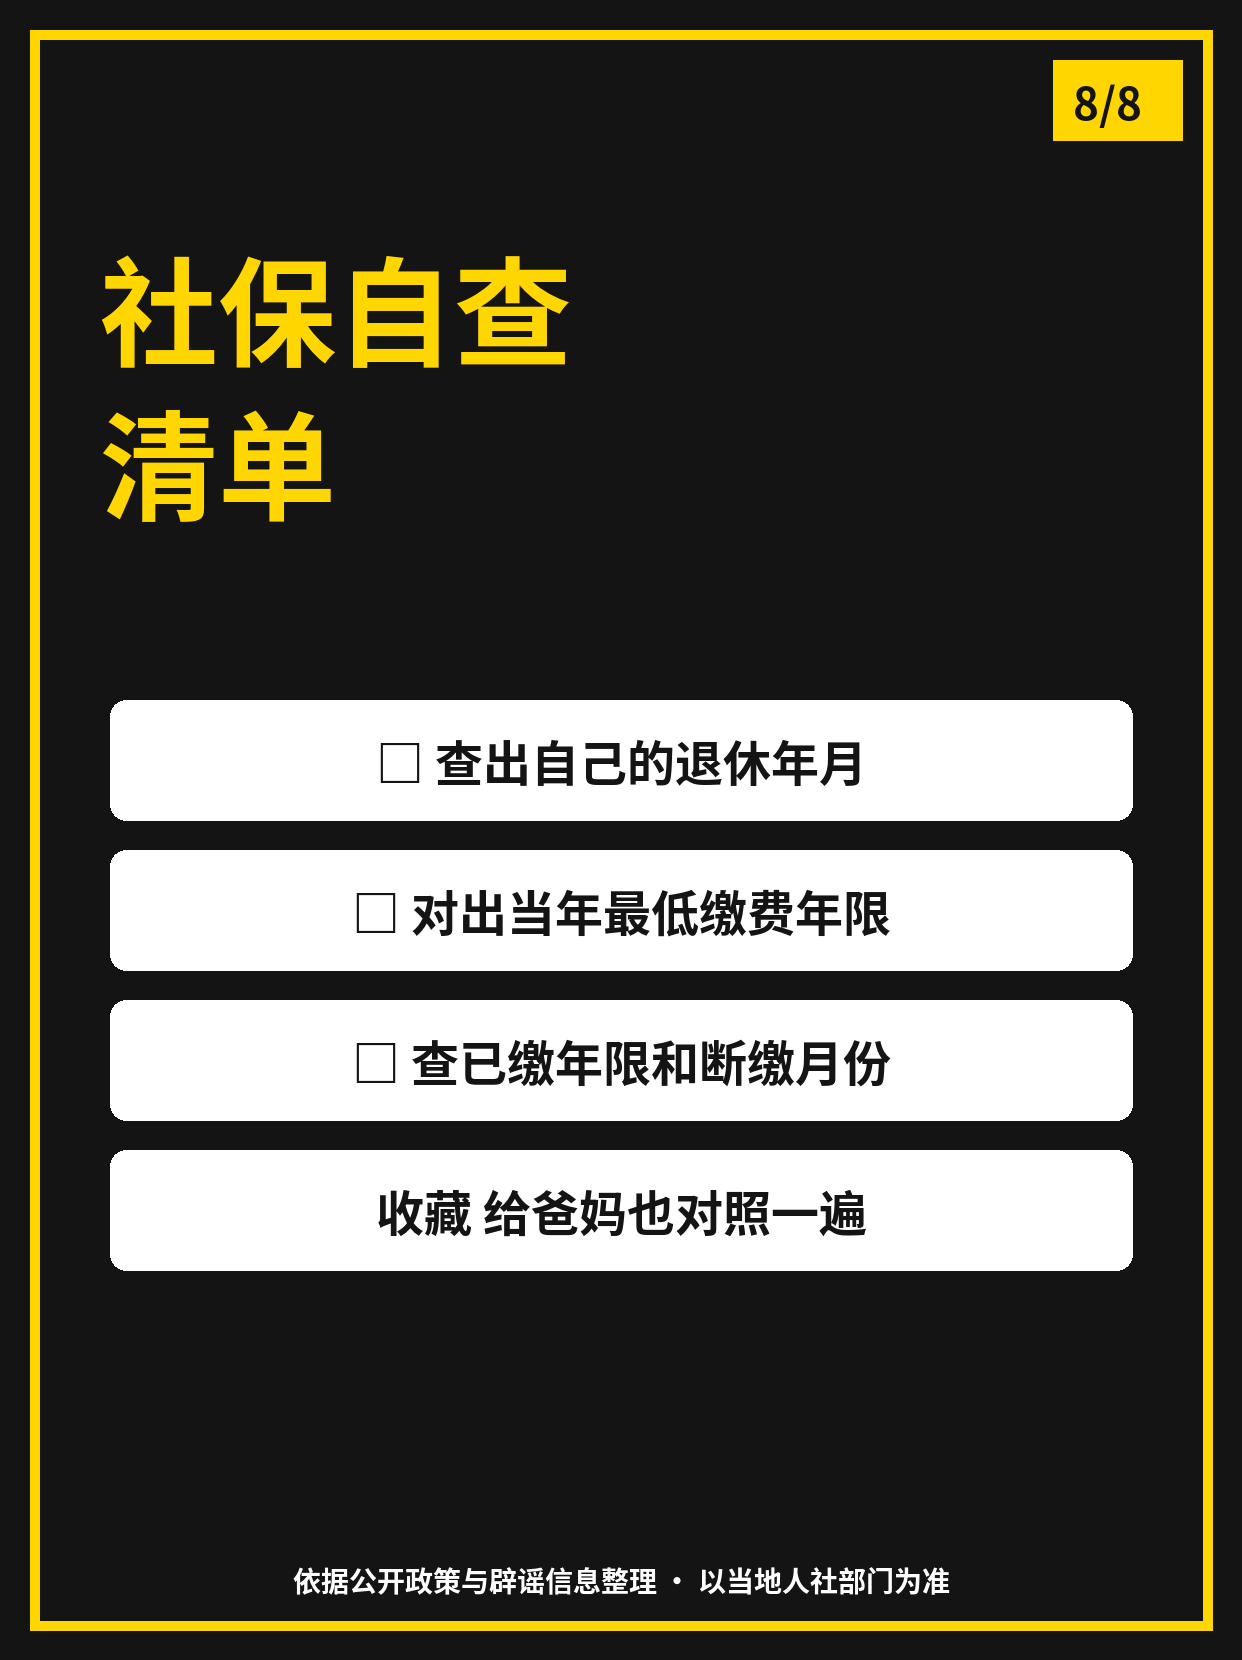 8/8
社保自查
清单
□ 查出自己的退休年月
□ 对出当年最低缴费年限
□ 查已缴年限和断缴月份
收藏 给爸妈也对照一遍
依据公开政策与辟谣信息整理 · 以当地人社部门为准